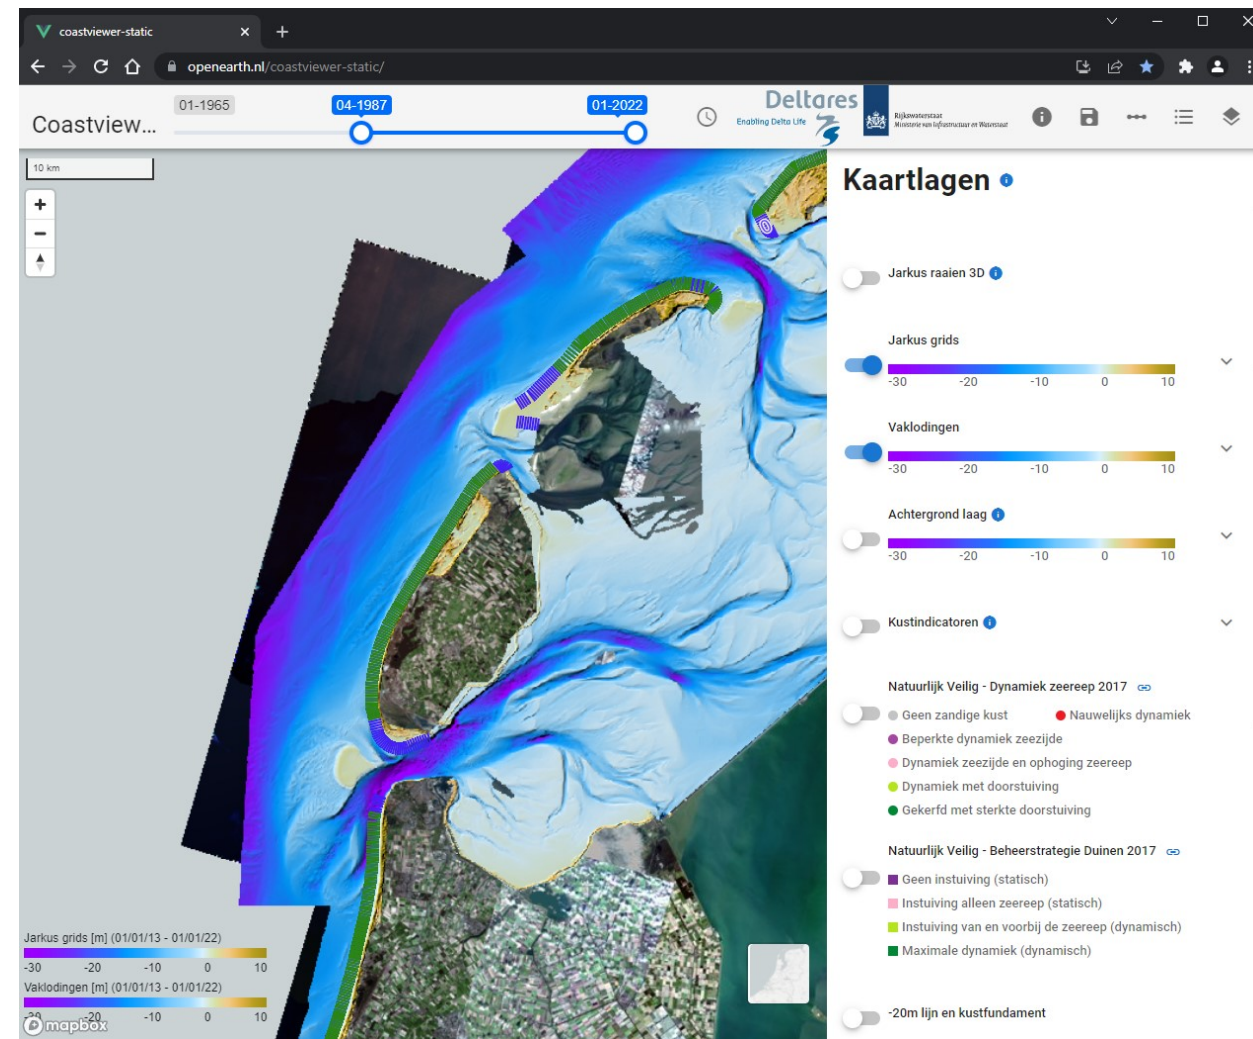 coastviewer-static
openearth.nl/coastviewer-static/
Coastview...
01-1965
04-1987
01-2022
Deltares
Enabling Delta Life
Rijkswaterstaat
Ministerie van Infrastructuur en Waterstaat
10 km
Kaartlagen
Jarkus raaien 3D
Jarkus grids
-30 -20 -10 0 10
Vaklodingen
-30 -20 -10 0 10
Achtergrond laag
-30 -20 -10 0 10
Kustindicatoren
Natuurlijk Veilig - Dynamiek zeereep 2017
Geen zandige kust Nauwelijks dynamiek
Beperkte dynamiek zeezijde
Dynamiek zeezijde en ophoging zeereep
Dynamiek met doorstuiving
Gekerfd met sterkte doorstuiving
Natuurlijk Veilig - Beheerstrategie Duinen 2017
Geen instuiving (statisch)
Instuiving alleen zeereep (statisch)
Instuiving van en voorbij de zeereep (dynamisch)
Maximale dynamiek (dynamisch)
-20m lijn en kustfundament
Jarkus grids [m] (01/01/13 - 01/01/22)
-30 -20 -10 0 10
Vaklodingen [m] (01/01/13 - 01/01/22)
-30 -20 -10 0 10
mapbox